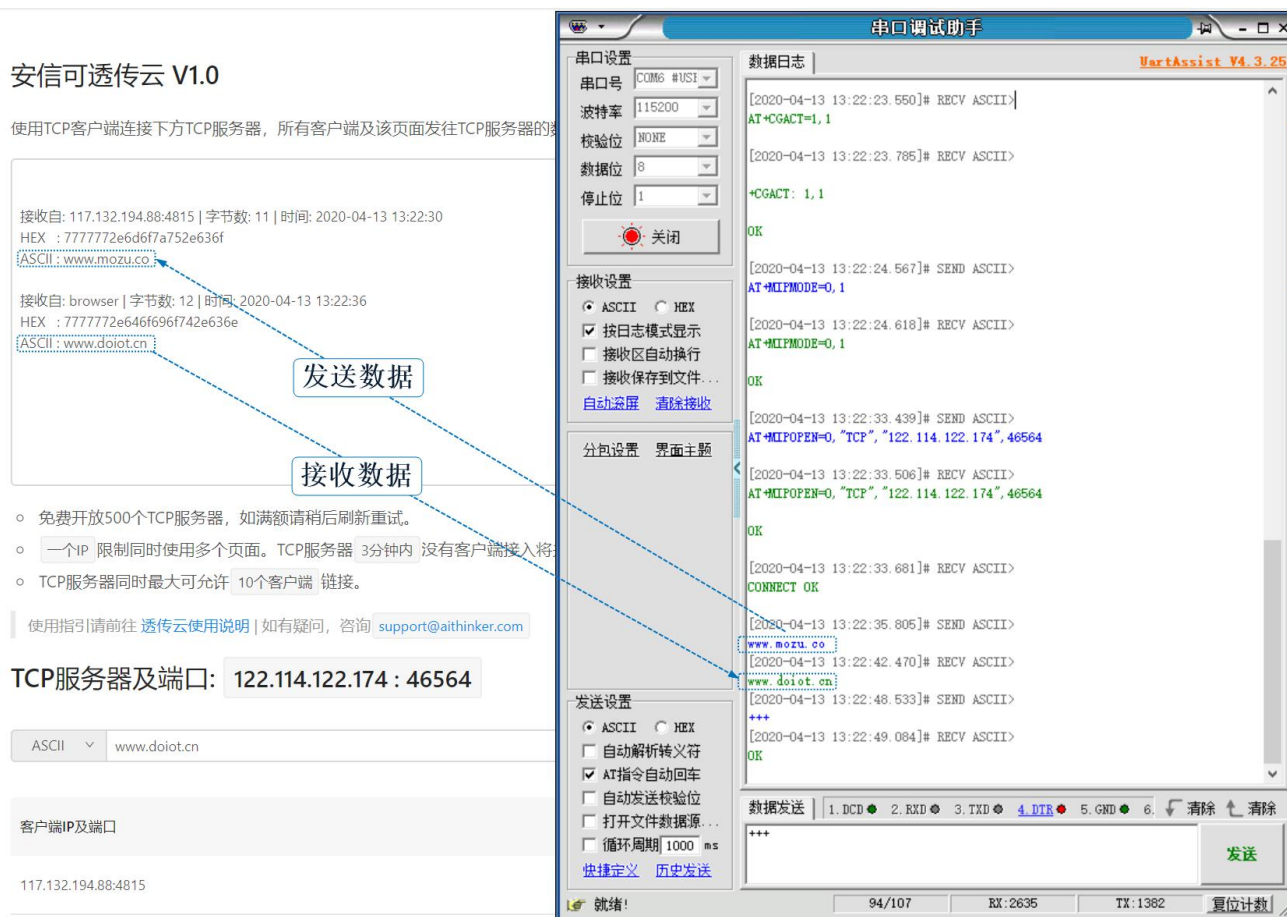 安信可透传云 V1.0
使用TCP客户端连接下方TCP服务器，所有客户端及该页面发往TCP服务器的数
接收自: 117.132.194.88:4815 | 字节数: 11 | 时间: 2020-04-13 13:22:30
HEX : 7777772e6d6f7a752e636f
ASCII : www.mozu.co
接收自: browser | 字节数: 12 | 时间: 2020-04-13 13:22:36
HEX : 7777772e646f696f742e636e
ASCII : www.doiot.cn
发送数据
接收数据
免费开放500个TCP服务器，如满额请稍后刷新重试。
一个IP 限制同时使用多个页面。TCP服务器 3分钟内 没有客户端接入将
TCP服务器同时最大可允许 10个客户端 链接。
使用指引请前往 透传云使用说明 | 如有疑问，咨询 support@aithinker.com
TCP服务器及端口: 122.114.122.174 : 46564
ASCII www.doiot.cn
客户端IP及端口
117.132.194.88:4815
串口调试助手
串口设置
串口号 COM6 #USI
波特率 115200
校验位 NONE
数据位 8
停止位 1
关闭
接收设置
ASCII HEX
按日志模式显示
接收区自动换行
接收保存到文件...
自动滚屏 清除接收
分包设置 界面主题
发送设置
ASCII HEX
自动解析转义符
AT指令自动回车
自动发送校验位
打开文件数据源...
循环周期 1000 ms
快捷定义 历史发送
数据日志 UartAssist V4.3.25
[2020-04-13 13:22:23.550]# RECV ASCII>
AT+CGACT=1,1
[2020-04-13 13:22:23.785]# RECV ASCII>
+CGACT: 1,1
OK
[2020-04-13 13:22:24.567]# SEND ASCII>
AT+MIPMODE=0,1
[2020-04-13 13:22:24.618]# RECV ASCII>
AT+MIPMODE=0,1
OK
[2020-04-13 13:22:33.439]# SEND ASCII>
AT+MIPOPEN=0,"TCP","122.114.122.174",46564
[2020-04-13 13:22:33.506]# RECV ASCII>
AT+MIPOPEN=0,"TCP","122.114.122.174",46564
OK
[2020-04-13 13:22:33.681]# RECV ASCII>
CONNECT OK
[2020-04-13 13:22:35.805]# SEND ASCII>
www.mozu.co
[2020-04-13 13:22:42.470]# RECV ASCII>
www.doiot.cn
[2020-04-13 13:22:48.533]# SEND ASCII>
+++
[2020-04-13 13:22:49.084]# RECV ASCII>
OK
数据发送 1.DCD 2.RXD 3.TXD 4.DTR 5.GND 6. 清除 清除
+++
发送
就绪! 94/107 RX:2635 TX:1382 复位计数